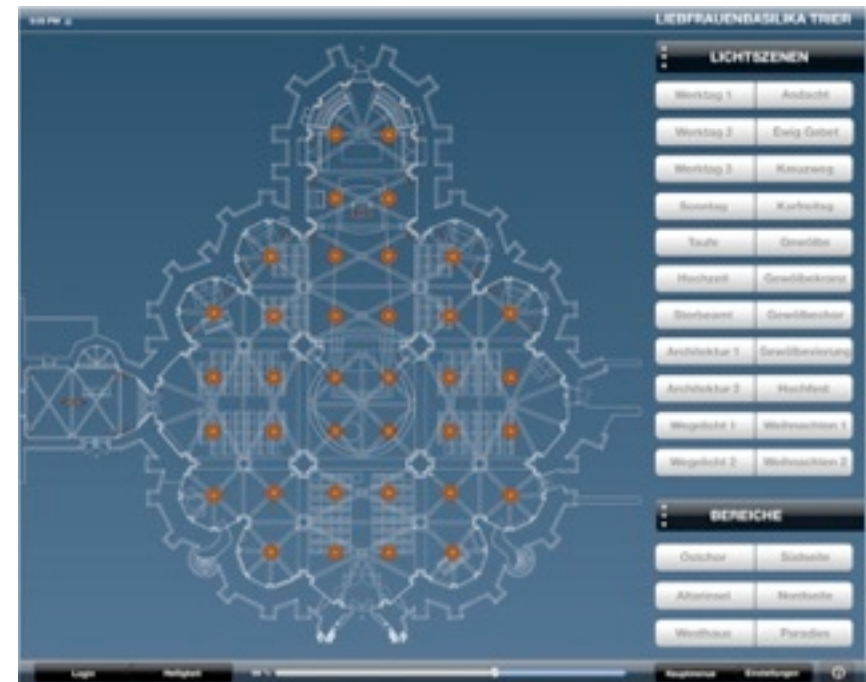 LIEBFRAUENBASILIKA TRIER
LICHTSZENEN
Werktag 1 Andacht
Werktag 2 Ewig Gebet
Werktag 3 Kreuzweg
Sonntag Karfreitag
Taufe Gewölbe
Hochzeit Gewölbekranz
Sterbeamt Gewölbechor
Architektur 1 Gewölbevierung
Architektur 2 Hochfest
Wegelicht 1 Weihnachten 1
Wegelicht 2 Weihnachten 2
BEREICHE
Ostchor Südseite
Altarinsel Nordseite
Westhaus Paradies
Login Helligkeit Hauptmenue Einstellungen